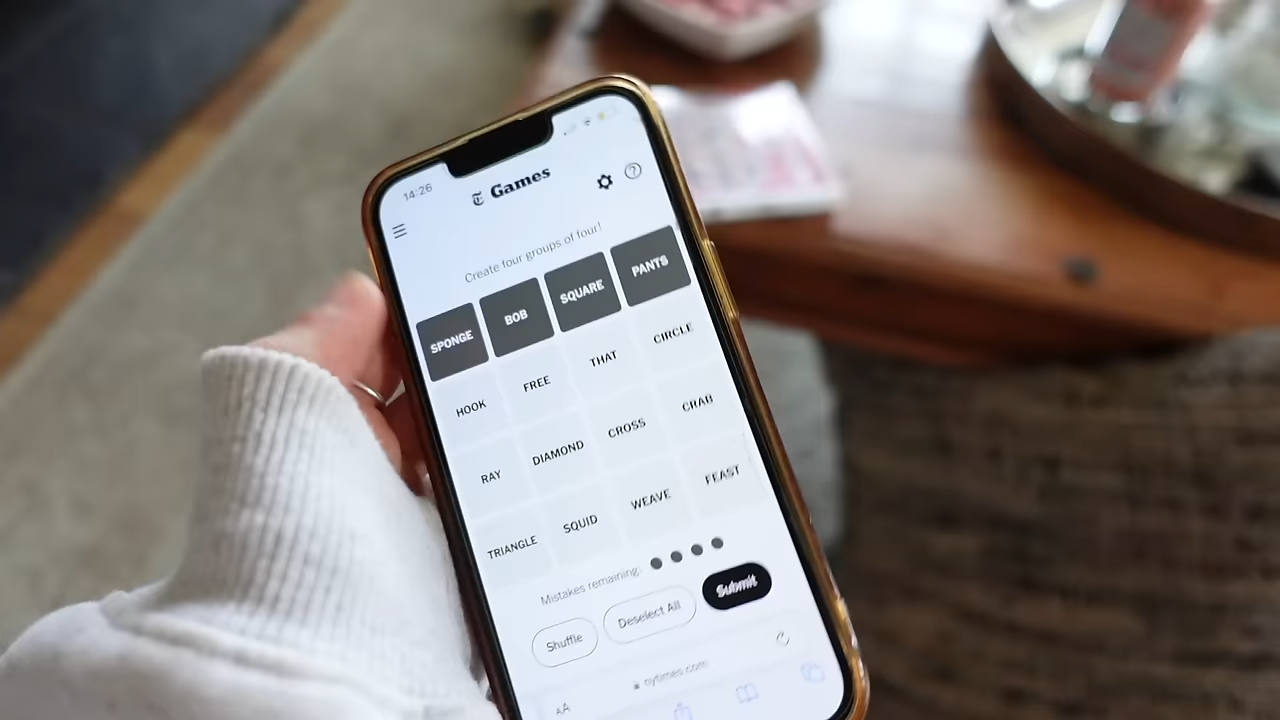 14:26
T Games
?
Create four groups of four!
SPONGE BOB SQUARE PANTS
HOOK FREE THAT CIRCLE
RAY DIAMOND CROSS CRAB
TRIANGLE SQUID WEAVE FEAST
Mistakes remaining:
Shuffle Deselect All Submit
AA nytimes.com